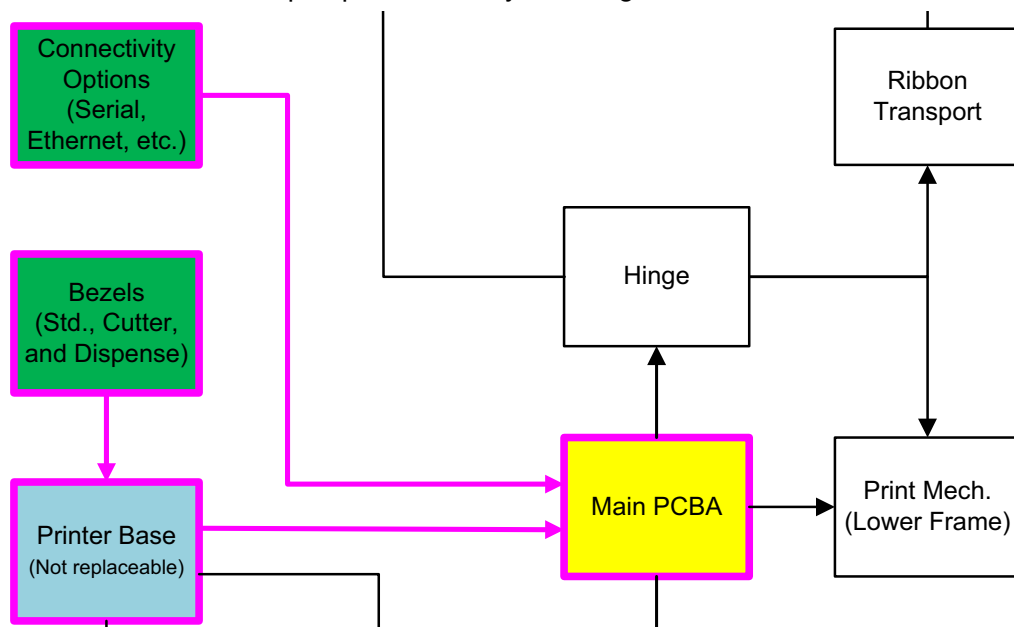 Connectivity
Options
(Serial,
Ethernet, etc.)
Ribbon
Transport
Hinge
Bezels
(Std., Cutter,
and Dispense)
Main PCBA
Print Mech.
(Lower Frame)
Printer Base
(Not replaceable)